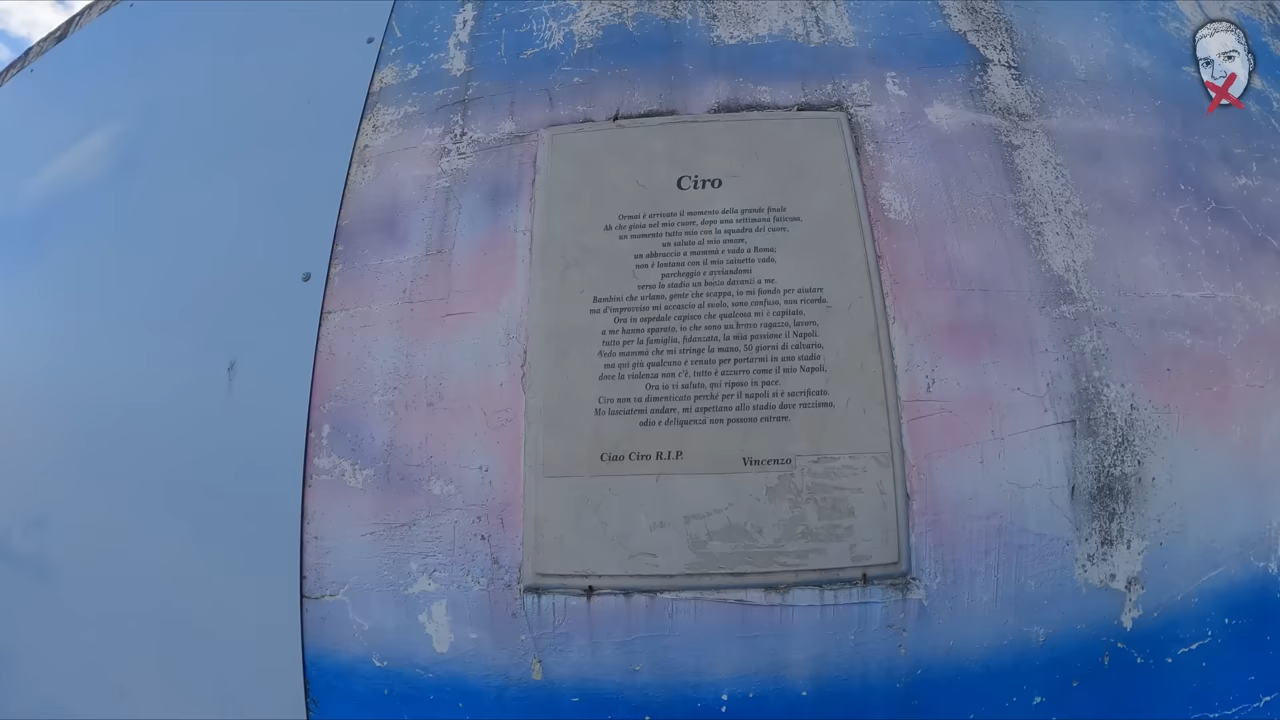 Ciro
Ormai è arrivato il momento della grande finale
Ah che gioia nel mio cuore, dopo una settimana faticosa,
un momento tutto mio con la squadra del cuore,
un saluto al mio amore,
un abbraccio a mammà e vado a Roma;
non è lontana con il mio zainetto vado,
parcheggio e avviandomi
verso lo stadio un boato davanti a me.
Bambini che urlano, gente che scappa, io mi fiondo per aiutare
ma d'improvviso mi accascio al suolo, sono confuso, non ricordo.
Ora in ospedale capisco che qualcosa mi è capitato,
a me hanno sparato, io che sono un bravo ragazzo, lavoro,
tutto per la famiglia, fidanzata, la mia passione il Napoli.
Vedo mammà che mi stringe la mano, 50 giorni di calvario,
ma qui già qualcuno è venuto per portarmi in uno stadio
dove la violenza non c'è, tutto è azzurro come il mio Napoli,
Ora io vi saluto, qui riposo in pace.
Ciro non va dimenticato perché per il napoli si è sacrificato.
Mo lasciatemi andare, mi aspettano allo stadio dove razzismo,
odio e deliquenza non possono entrare.
Ciao Ciro R.I.P.
Vincenzo